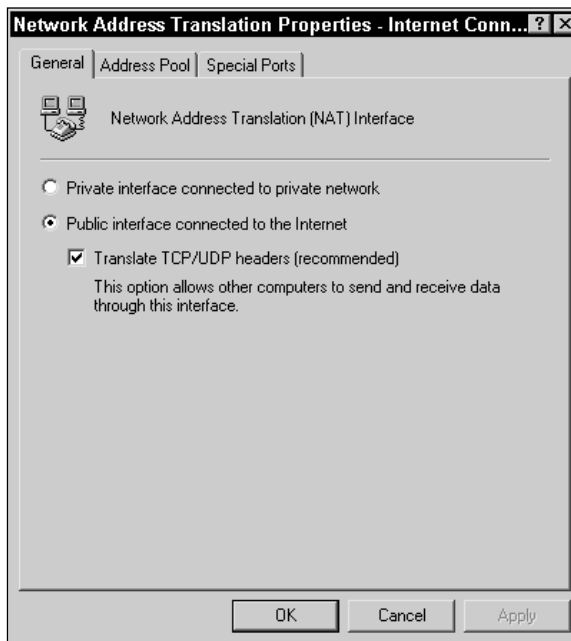 Network Address Translation Properties - Internet Conn...
General
Address Pool
Special Ports
Network Address Translation (NAT) Interface
Private interface connected to private network
Public interface connected to the Internet
Translate TCP/UDP headers (recommended)
This option allows other computers to send and receive data
through this interface.
OK
Cancel
Apply